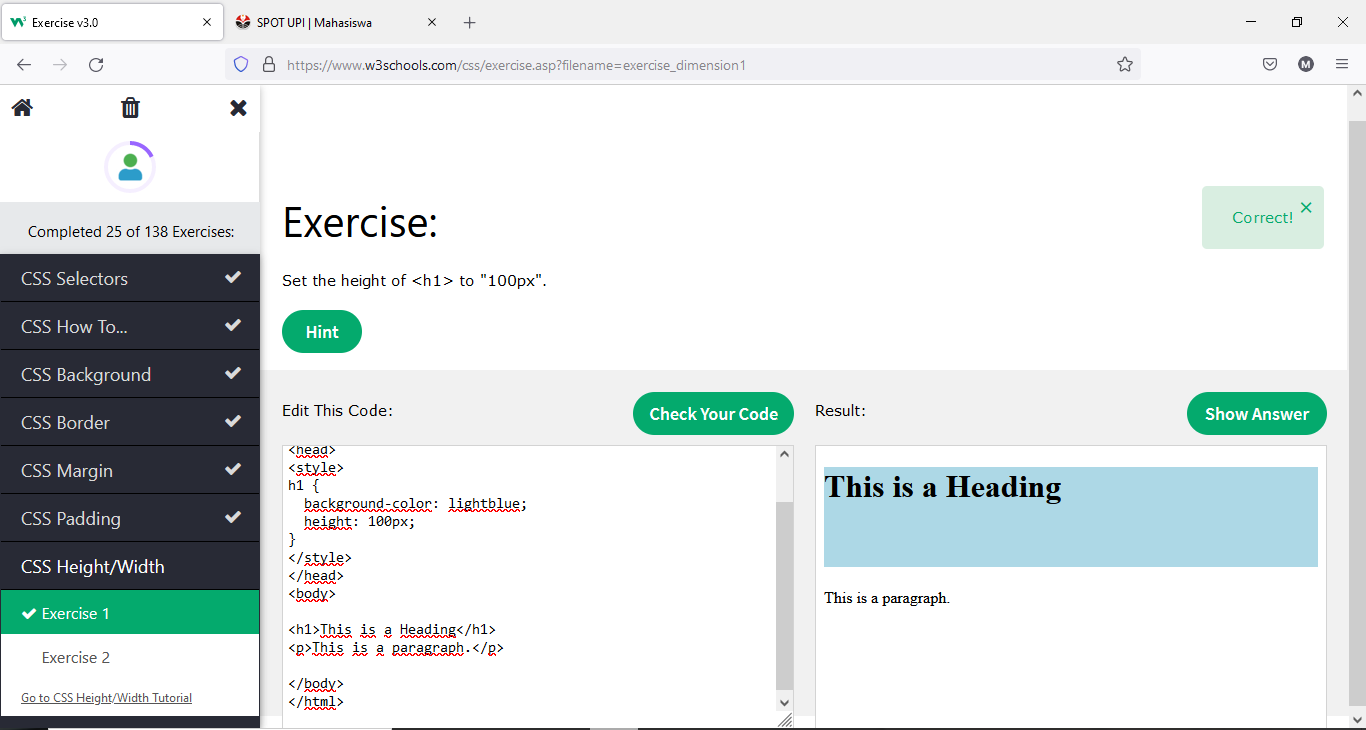 Exercise v3.0
SPOT UPI | Mahasiswa
https://www.w3schools.com/css/exercise.asp?filename=exercise_dimension1
M
Completed 25 of 138 Exercises:
CSS Selectors
CSS How To...
CSS Background
CSS Border
CSS Margin
CSS Padding
CSS Height/Width
Exercise 1
Exercise 2
Go to CSS Height/Width Tutorial
Exercise:
Correct!
Set the height of <h1> to "100px".
Hint
Edit This Code:
Check Your Code
<head>
<style>
h1 {
  background-color: lightblue;
  height: 100px;
}
</style>
</head>
<body>
<h1>This is a Heading</h1>
<p>This is a paragraph.</p>
</body>
</html>
Result:
Show Answer
This is a Heading
This is a paragraph.